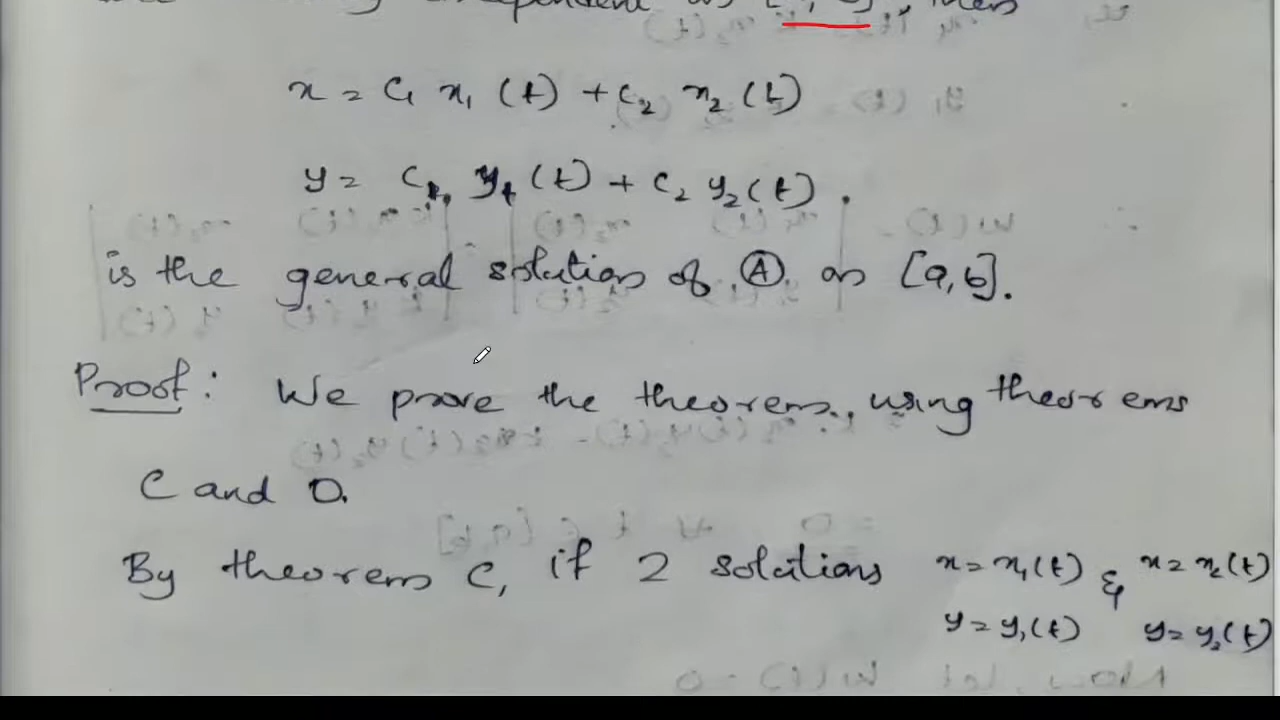 x = c₁ x₁ (t) + c₂ x₂ (t)
y = c₁ y₁ (t) + c₂ y₂ (t).
is the general solution of Ⓐ on [a,b].
Proof: We prove the theorem, using theorems
C and D.
By theorem C, if 2 solutions x = x₁(t) & x = x₂(t)
y = y₁(t) y = y₂(t)